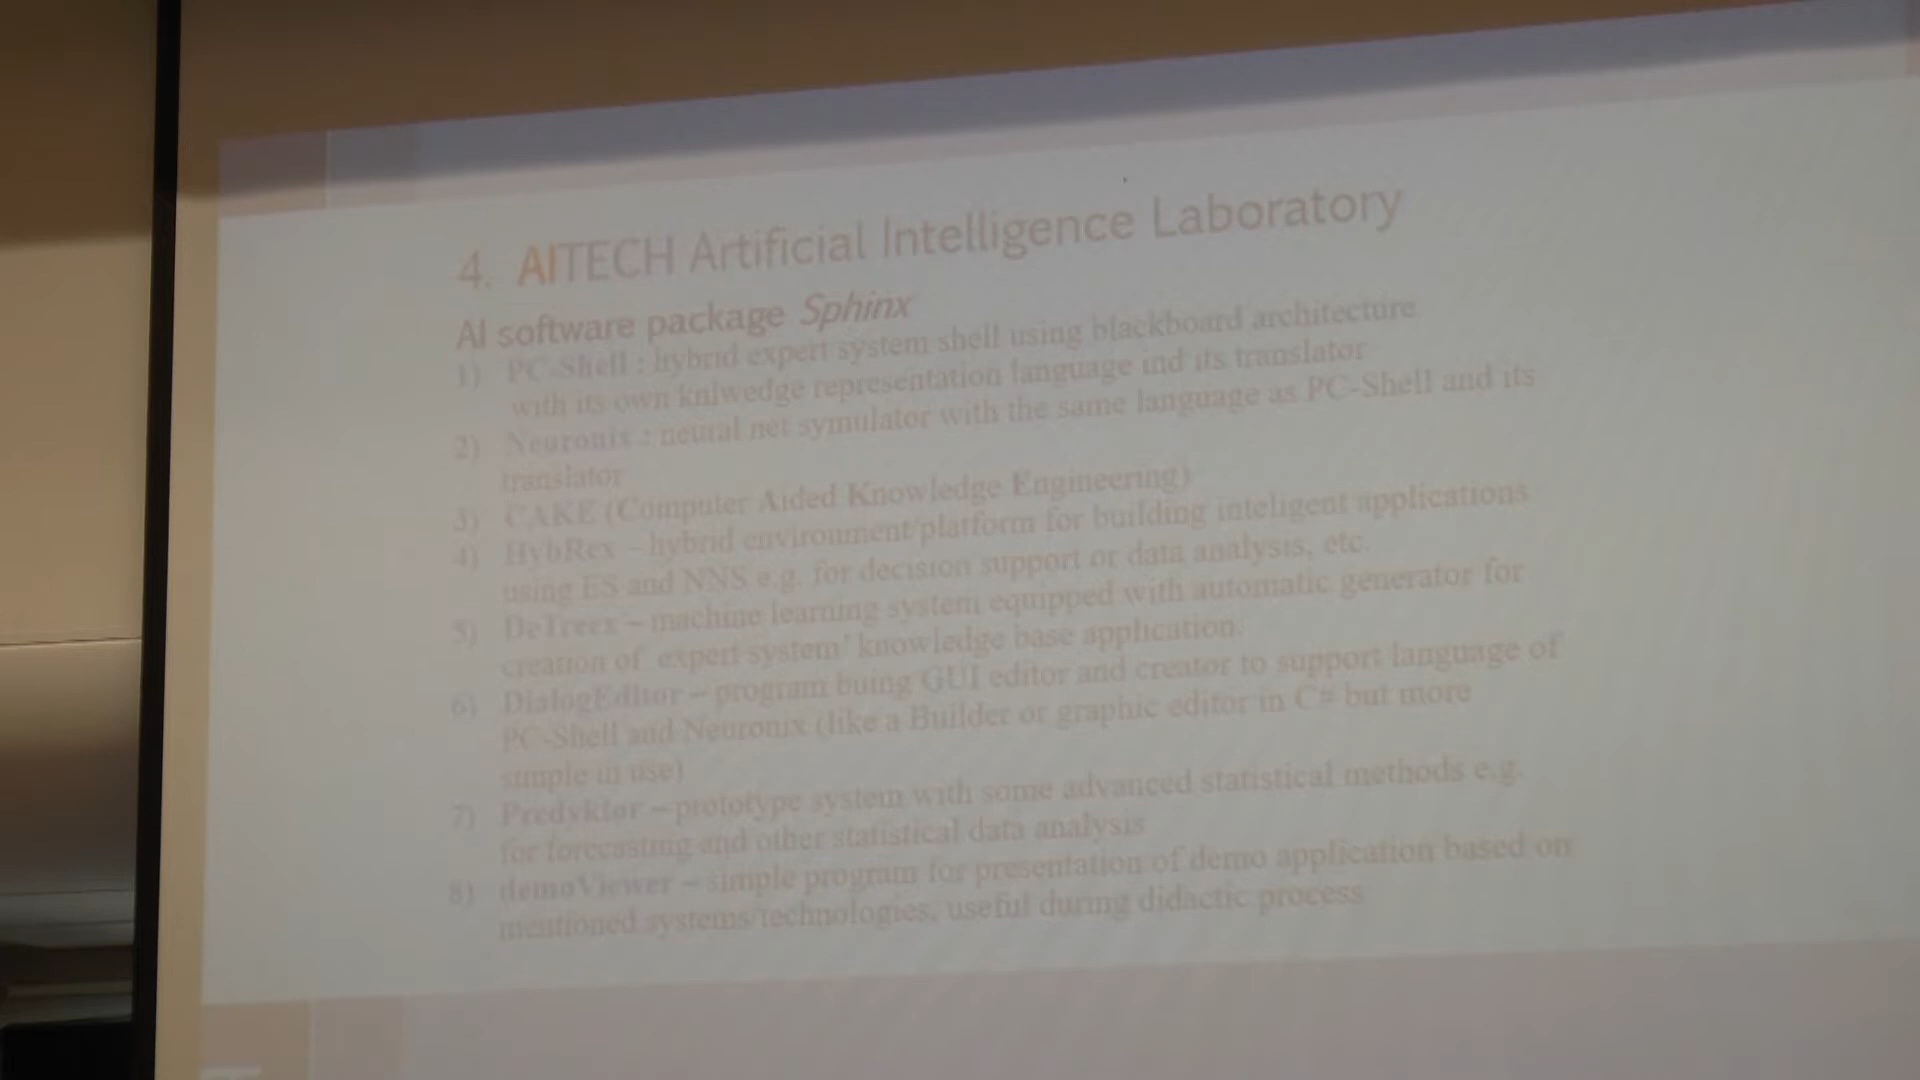 4. AITECH Artificial Intelligence Laboratory
AI software package Sphinx
1) PC-Shell : hybrid expert system shell using blackboard architecture
with its own knlwedge representation language ind its translator
2) Neuronix : neural net symulator with the same language as PC-Shell and its
translator
3) CAKE (Computer Aided Knowledge Engineering)
4) HybRex – hybrid environment/platform for building inteligent applications
using ES and NNS e.g. for decision support or data analysis, etc.
5) DeTreex – machine learning system equipped with automatic generator for
creation of expert system' knowledge base application.
6) DialogEditor – program buing GUI editor and creator to support language of
PC-Shell and Neuronix (like a Builder or graphic editor in C# but more
simple in use)
7) Predyktor – prototype system with some advanced statistical methods e.g.
for forecasting and other statistical data analysis
8) demoViewer – simple program for presentation of demo application based on
mentioned systems/technologies, useful during didactic process